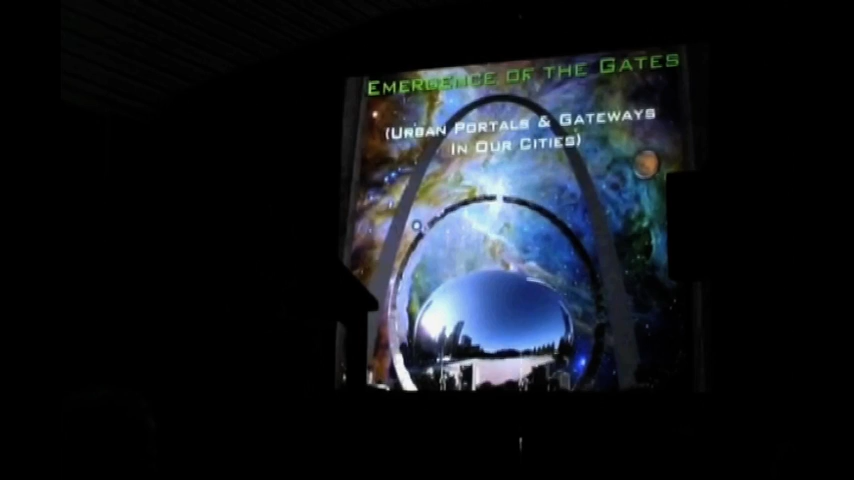 Emergence of the Gates
(Urban Portals & Gateways
In Our Cities)